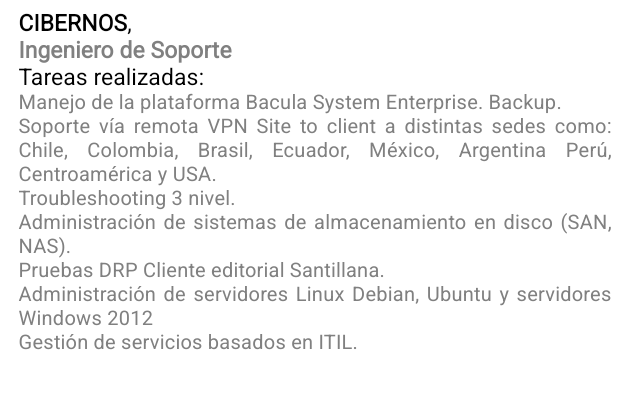 CIBERNOS,
Ingeniero de Soporte
Tareas realizadas:
Manejo de la plataforma Bacula System Enterprise. Backup.
Soporte vía remota VPN Site to client a distintas sedes como:
Chile, Colombia, Brasil, Ecuador, México, Argentina Perú,
Centroamérica y USA.
Troubleshooting 3 nivel.
Administración de sistemas de almacenamiento en disco (SAN,
NAS).
Pruebas DRP Cliente editorial Santillana.
Administración de servidores Linux Debian, Ubuntu y servidores
Windows 2012
Gestión de servicios basados en ITIL.